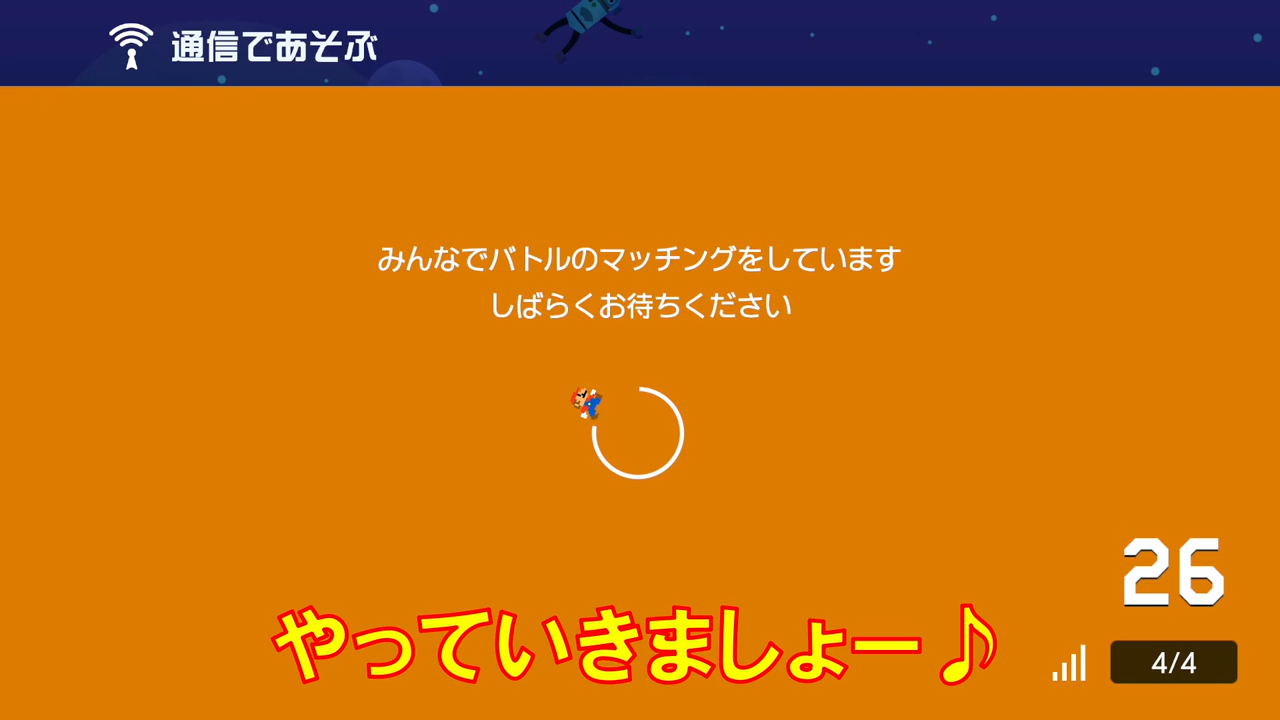 通信であそぶ
みんなでバトルのマッチングをしています
しばらくお待ちください
26
やっていきましょー♪
4/4